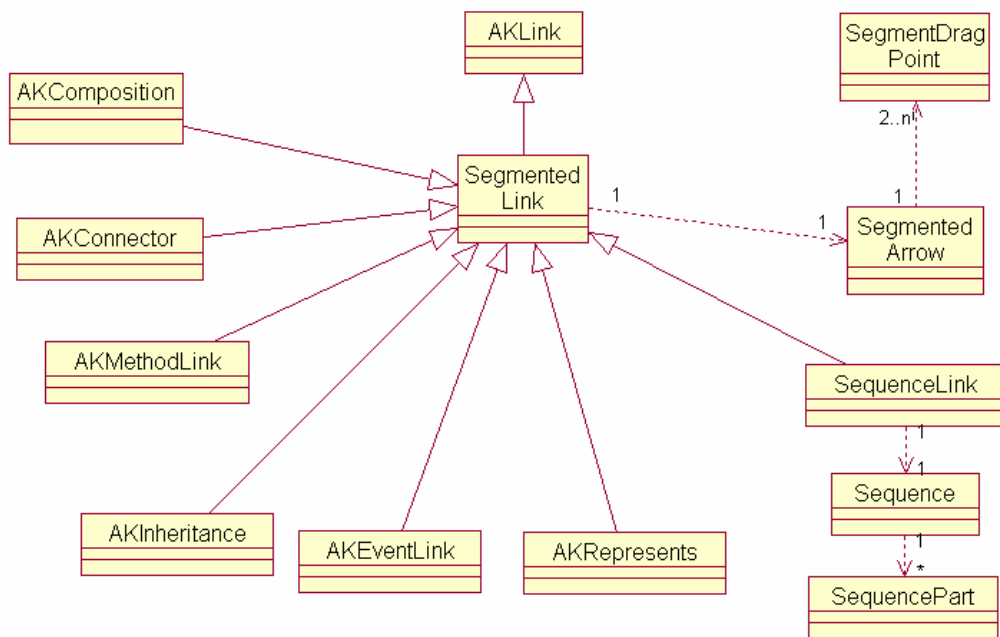 AKLink
SegmentDrag
Point
AKComposition
2..n
Segmented
Link
1
1
1
Segmented
Arrow
AKConnector
AKMethodLink
SequenceLink
1
1
Sequence
AKInheritance
AKEventLink
AKRepresents
1
*
SequencePart